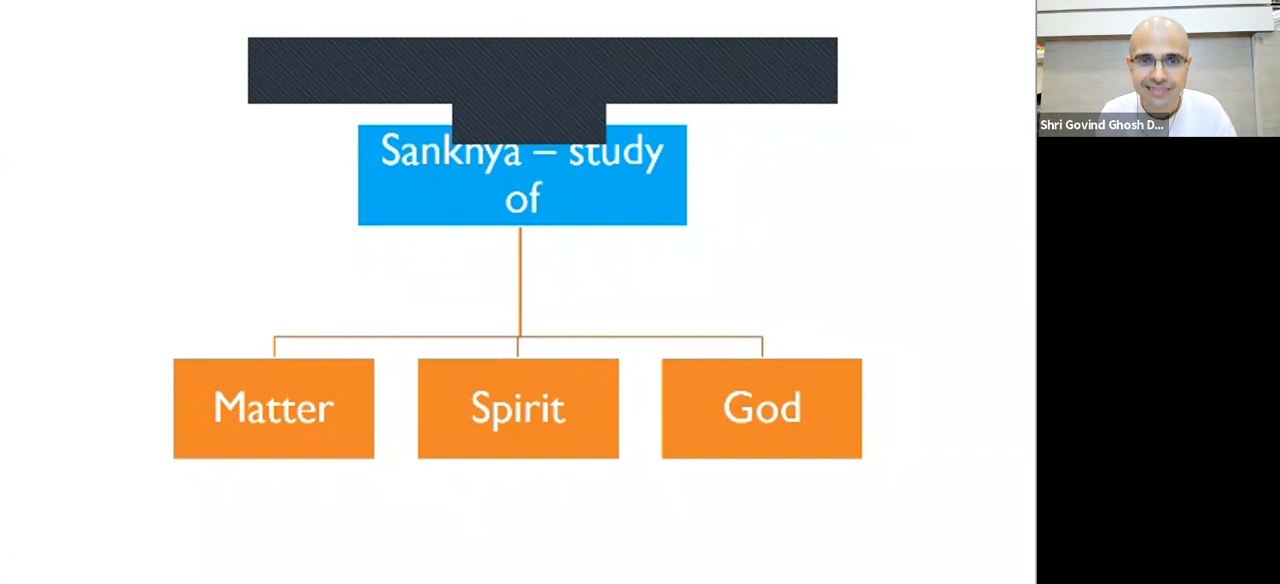 Sankhya – study
of
Matter
Spirit
God
Shri Govind Ghosh D...